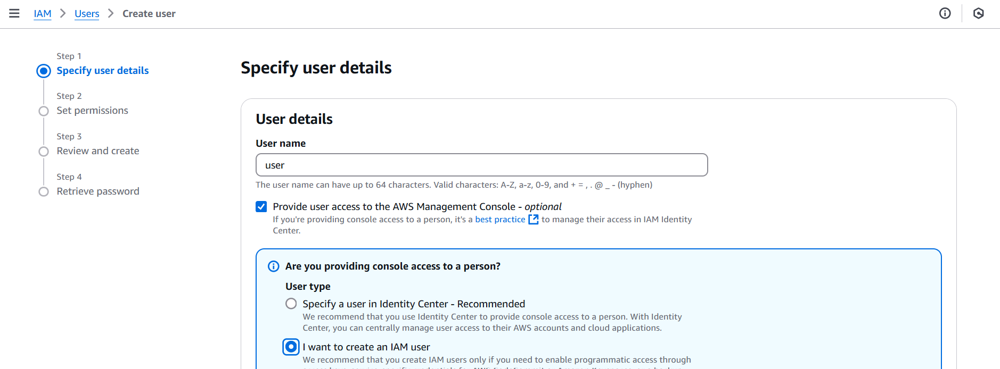 IAM > Users > Create user
Step 1
Specify user details
Step 2
Set permissions
Step 3
Review and create
Step 4
Retrieve password
Specify user details
User details
User name
user
The user name can have up to 64 characters. Valid characters: A-Z, a-z, 0-9, and + = , . @ _ - (hyphen)
Provide user access to the AWS Management Console - optional
If you're providing console access to a person, it's a best practice to manage their access in IAM Identity
Center.
Are you providing console access to a person?
User type
Specify a user in Identity Center - Recommended
We recommend that you use Identity Center to provide console access to a person. With Identity
Center, you can centrally manage user access to their AWS accounts and cloud applications.
I want to create an IAM user
We recommend that you create IAM users only if you need to enable programmatic access through